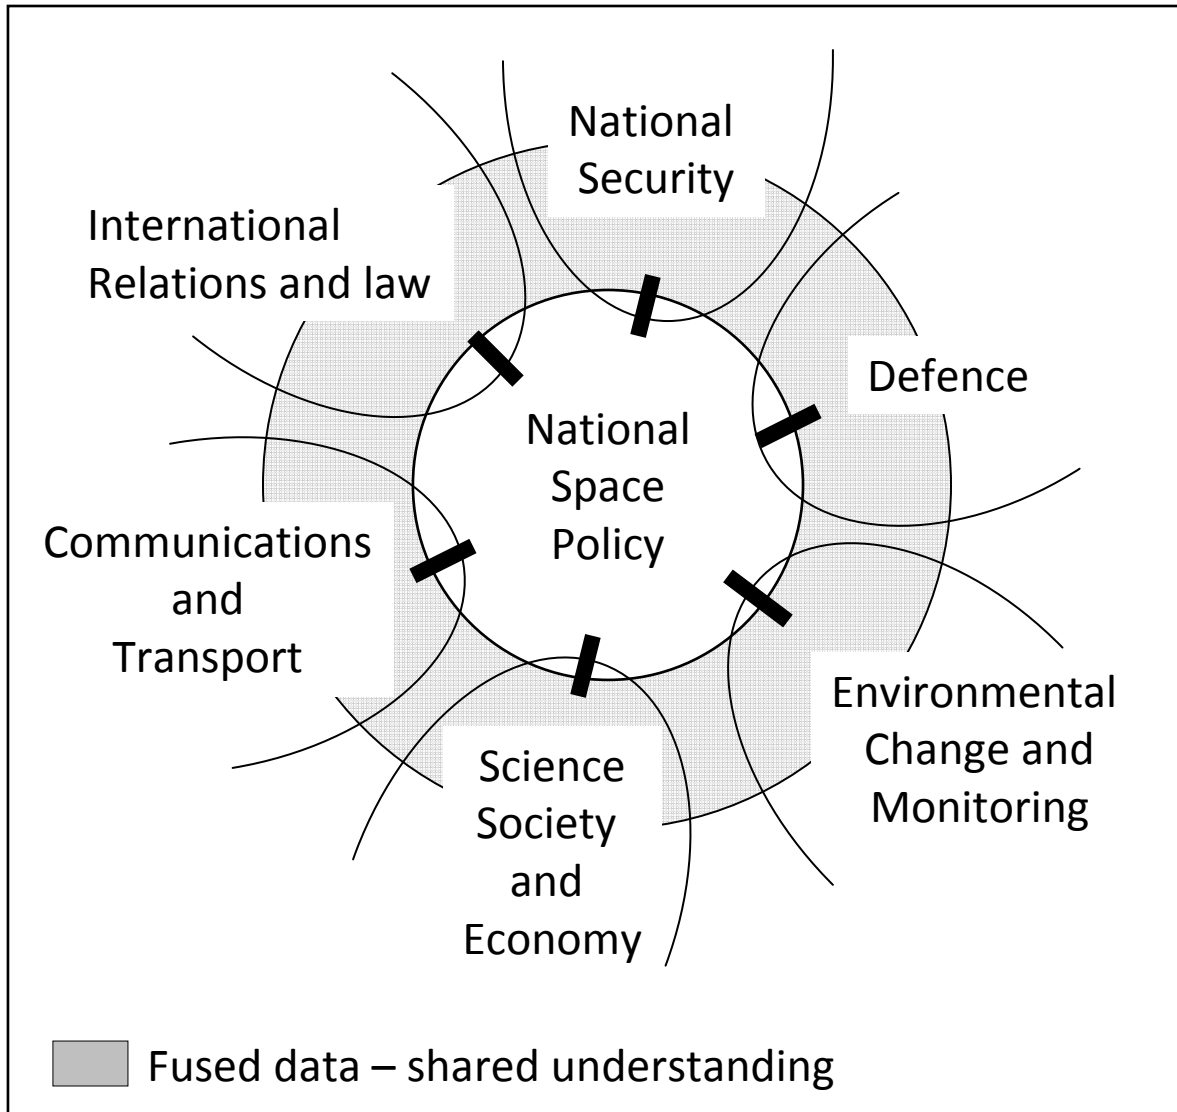 National
Security
International
Relations and law
Defence
National
Space
Policy
Communications
and
Transport
Environmental
Change and
Monitoring
Science
Society
and
Economy
Fused data – shared understanding